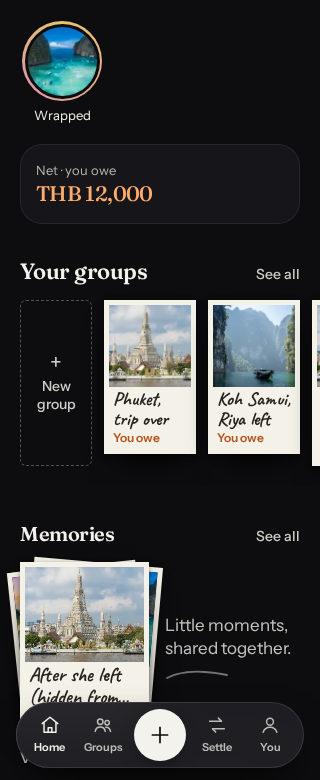 Wrapped
Net · you owe
THB 12,000
Your groups
See all
+
New
group
Phuket,
trip over
You owe
Koh Samui,
Riya left
You owe
Memories
See all
Little moments,
shared together.
After she left
(hidden from...
Home
Groups
Settle
You